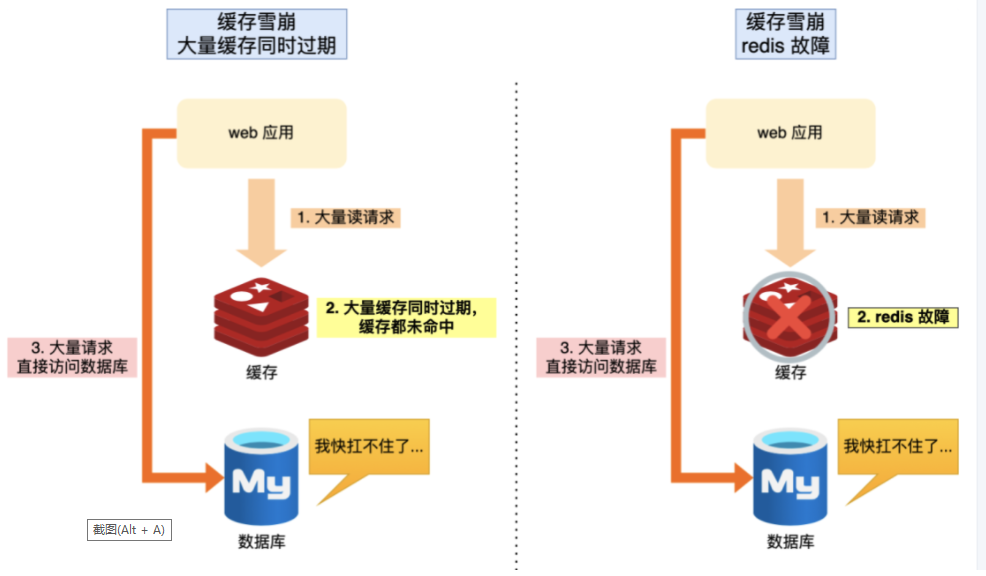 缓存雪崩
大量缓存同时过期
web 应用
1. 大量读请求
2. 大量缓存同时过期，
缓存都未命中
缓存
3. 大量请求
直接访问数据库
我快扛不住了...
My
数据库
截图(Alt + A)
缓存雪崩
redis 故障
web 应用
1. 大量读请求
2. redis 故障
缓存
3. 大量请求
直接访问数据库
我快扛不住了...
My
数据库